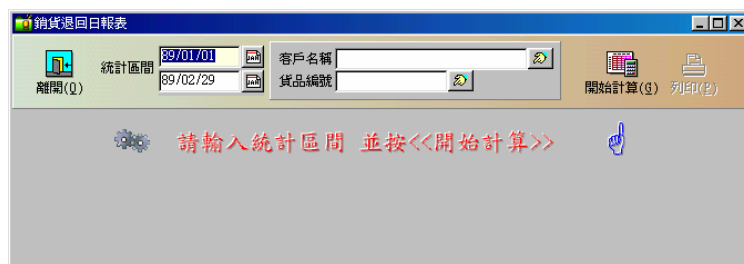 銷貨退回日報表
離開(Q)
統計區間 89/01/01
89/02/29
客戶名稱
貨品編號
開始計算(G)
列印(P)
請輸入統計區間 並按<<開始計算>>